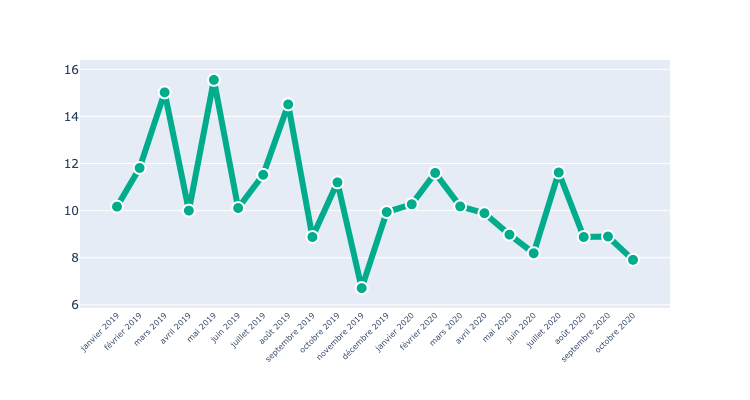 16
14
12
10
8
6
janvier 2019
février 2019
mars 2019
avril 2019
mai 2019
juin 2019
juillet 2019
août 2019
septembre 2019
octobre 2019
novembre 2019
décembre 2019
janvier 2020
février 2020
mars 2020
avril 2020
mai 2020
juin 2020
juillet 2020
août 2020
septembre 2020
octobre 2020